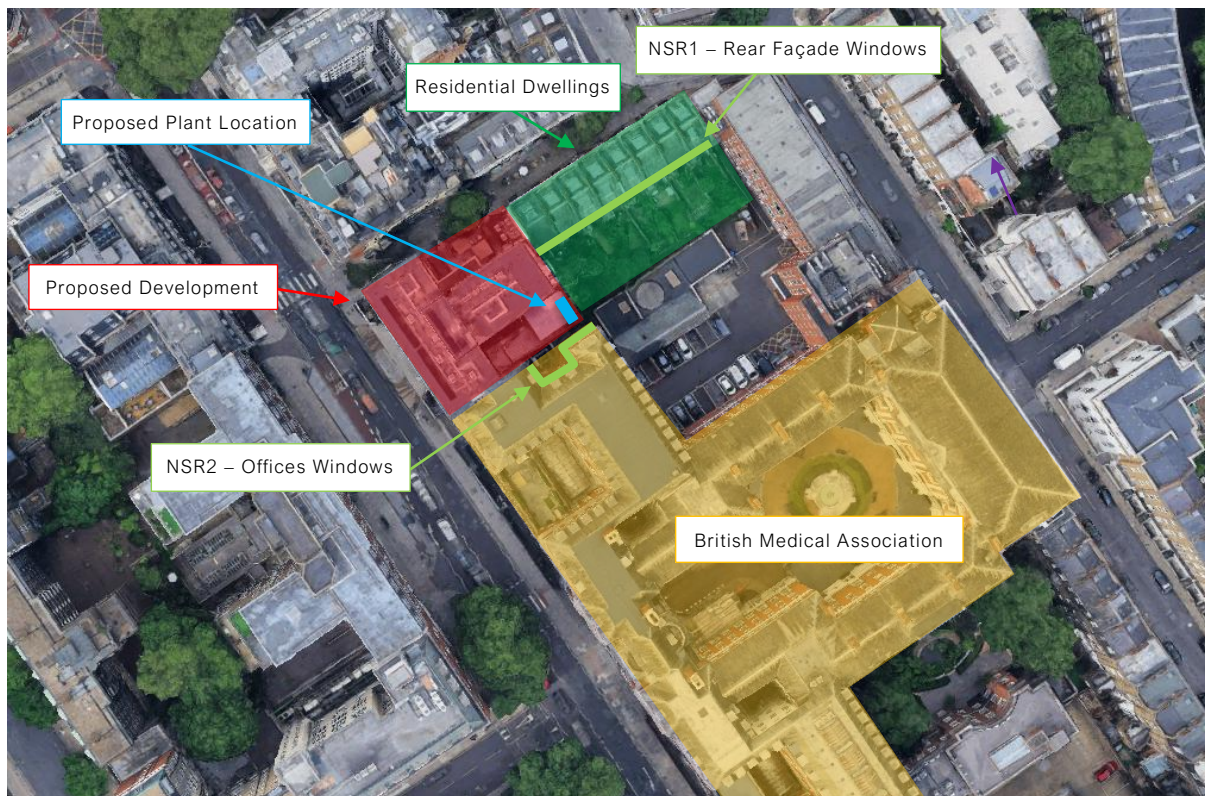 NSR1 – Rear Façade Windows
Residential Dwellings
Proposed Plant Location
Proposed Development
NSR2 – Offices Windows
British Medical Association